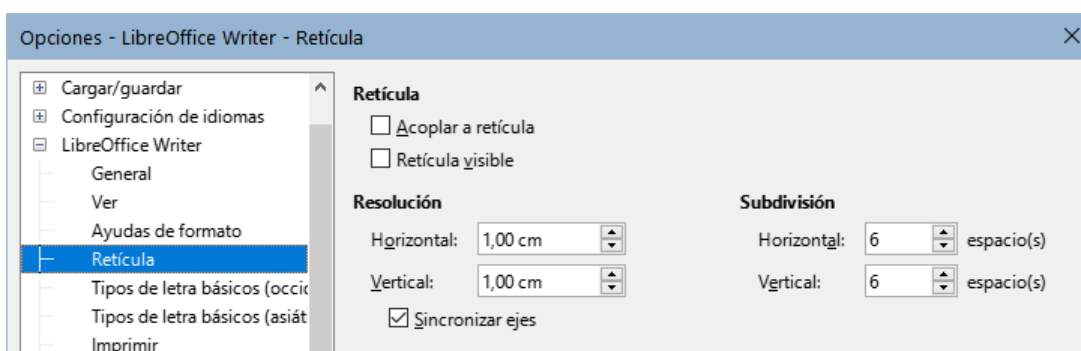 Opciones - LibreOffice Writer - Retícula
Cargar/guardar
Configuración de idiomas
LibreOffice Writer
General
Ver
Ayudas de formato
Retícula
Tipos de letra básicos (occid
Tipos de letra básicos (asiát
Imprimir
Retícula
Acoplar a retícula
Retícula visible
Resolución
Horizontal: 1,00 cm
Vertical: 1,00 cm
Sincronizar ejes
Subdivisión
Horizontal: 6 espacio(s)
Vertical: 6 espacio(s)